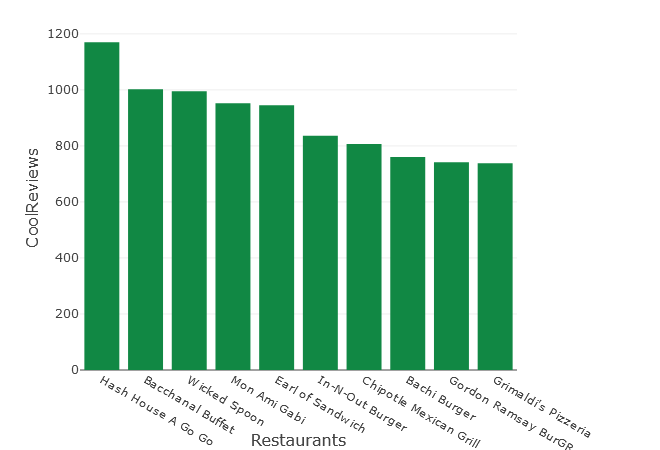 1200
1000
800
600
400
200
0
CoolReviews
Hash House A Go Go
Bacchanal Buffet
Wicked Spoon
Mon Ami Gabi
Earl of Sandwich
In-N-Out Burger
Chipotle Mexican Grill
Bachi Burger
Gordon Ramsay BurGR
Grimaldi's Pizzeria
Restaurants